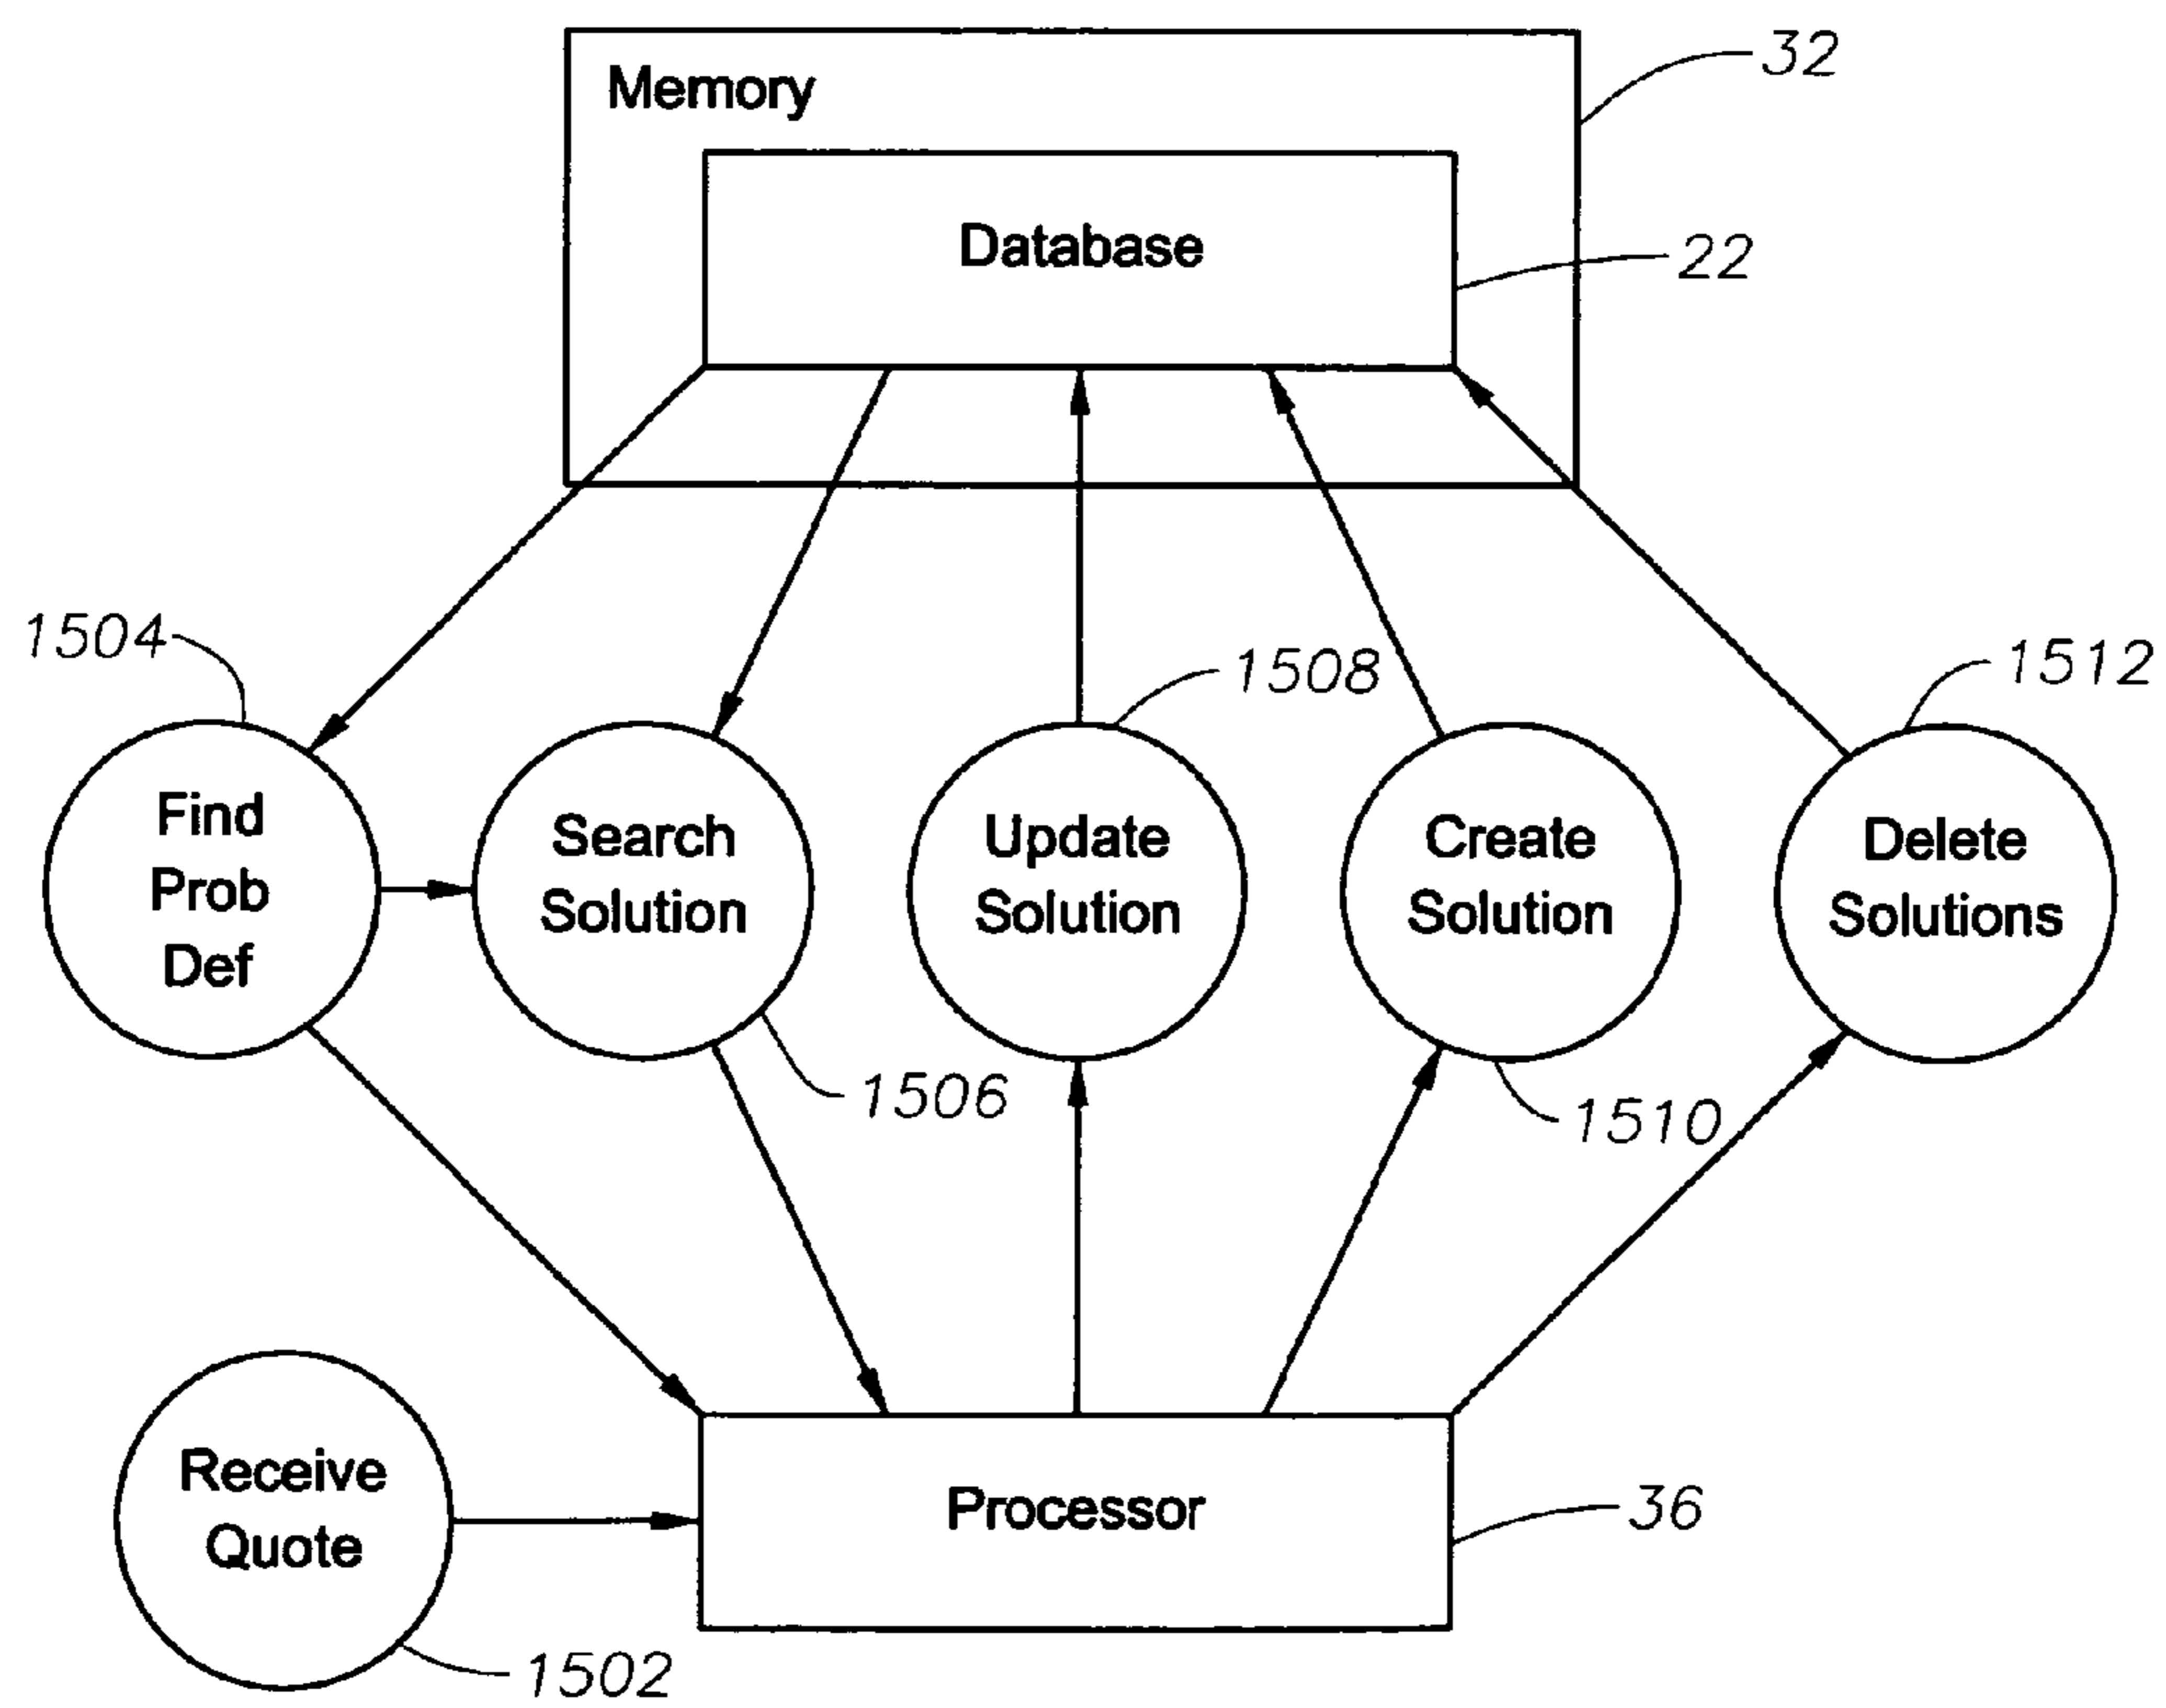 Memory
32
Database
22
1504
1508
1512
Find
Prob
Def
Search
Solution
Update
Solution
Create
Solution
Delete
Solutions
1506
1510
Receive
Quote
Processor
36
1502